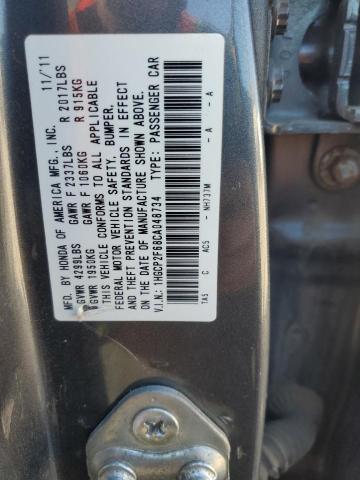 MFD. BY HONDA OF AMERICA MFG., INC. 11/'11
GVWR 4299LBS GAWR F 2337LBS R 2017LBS
GVWR 1950KG GAWR F 1060KG R 915KG
THIS VEHICLE CONFORMS TO ALL APPLICABLE
FEDERAL MOTOR VEHICLE SAFETY, BUMPER,
AND THEFT PREVENTION STANDARDS IN EFFECT
ON THE DATE OF MANUFACTURE SHOWN ABOVE.
V.I.N.: 1HGCP2F68CA048734 TYPE: PASSENGER CAR
TA5 C AC5 - NH737M - A - A